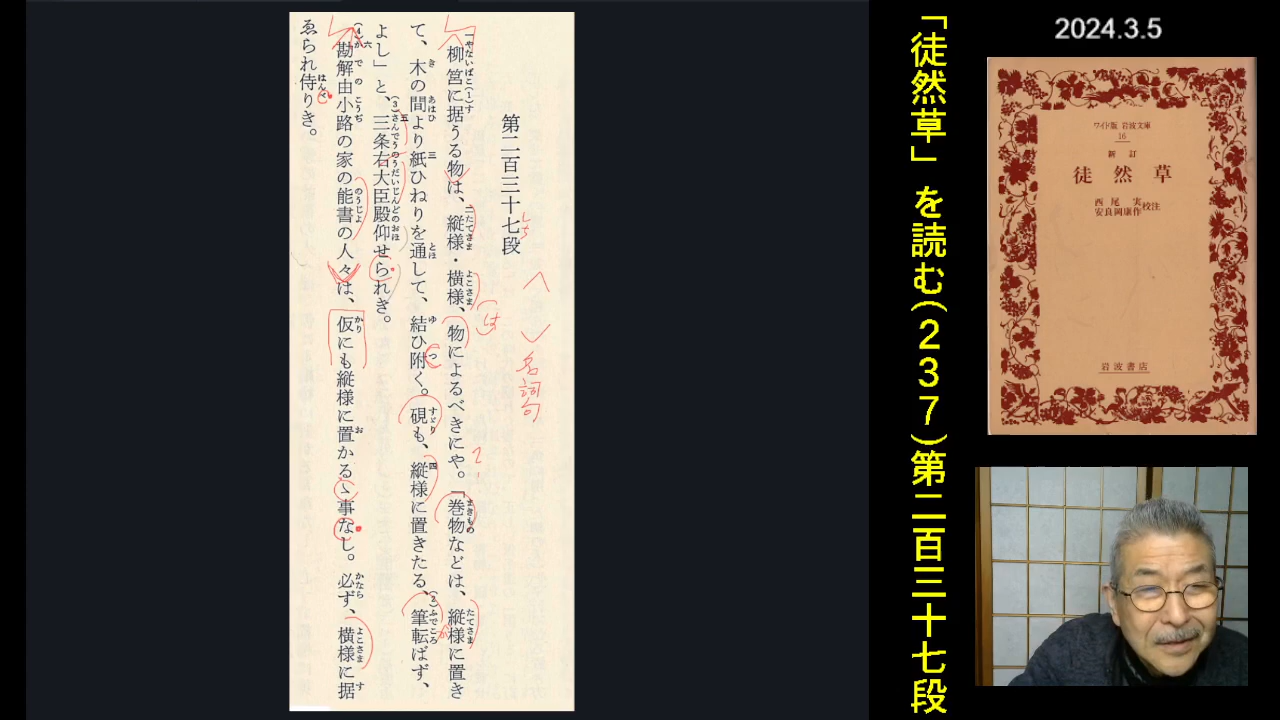 第二百三十七段
柳筥に据うる物は、縦様・横様、物によるべきにや。「巻物などは、縦様に置き
て、木の間より紙ひねりを通して、結ひ附く。硯も、縦様に置きたる、筆転ばず、
よし」と、三条右大臣殿仰せられき。
勘解由小路の家の能書の人々は、仮にも縦様に置かるゝ事なし。必ず、横様に据
ゑられ侍りき。
名詞句
「徒然草」を読む(237)第二百三十七段
2024.3.5
ワイド版 岩波文庫
16
新訂
徒然草
西尾 実
安良岡康作 校注
岩波書店